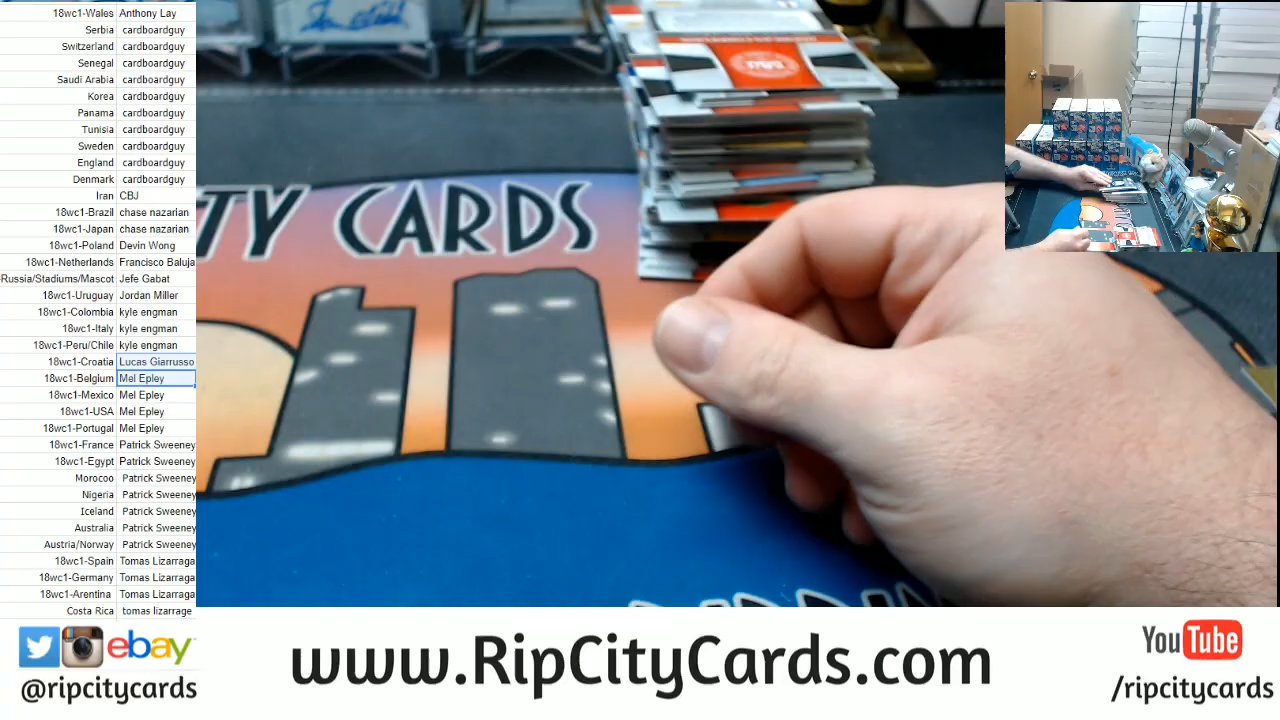 18wc1-Wales Anthony Lay
Serbia cardboardguy
Switzerland cardboardguy
Senegal cardboardguy
Saudi Arabia cardboardguy
Korea cardboardguy
Panama cardboardguy
Tunisia cardboardguy
Sweden cardboardguy
England cardboardguy
Denmark cardboardguy
Iran CBJ
18wc1-Brazil chase nazarian
18wc1-Japan chase nazarian
18wc1-Poland Devin Wong
18wc1-Netherlands Francisco Baluja
-Russia/Stadiums/Mascot Jefe Gabat
18wc1-Uruguay Jordan Miller
18wc1-Colombia kyle engman
18wc1-Italy kyle engman
18wc1-Peru/Chile kyle engman
18wc1-Croatia Lucas Giarrusso
18wc1-Belgium Mel Epley
18wc1-Mexico Mel Epley
18wc1-USA Mel Epley
18wc1-Portugal Mel Epley
18wc1-France Patrick Sweeney
18wc1-Egypt Patrick Sweeney
Morocoo Patrick Sweeney
Nigeria Patrick Sweeney
Iceland Patrick Sweeney
Australia Patrick Sweeney
Austria/Norway Patrick Sweeney
18wc1-Spain Tomas Lizarraga
18wc1-Germany Tomas Lizarraga
18wc1-Arentina Tomas Lizarraga
Costa Rica tomas lizarrage
TY CARDS
ebay
@ripcitycards
www.RipCityCards.com
YouTube
/ripcitycards